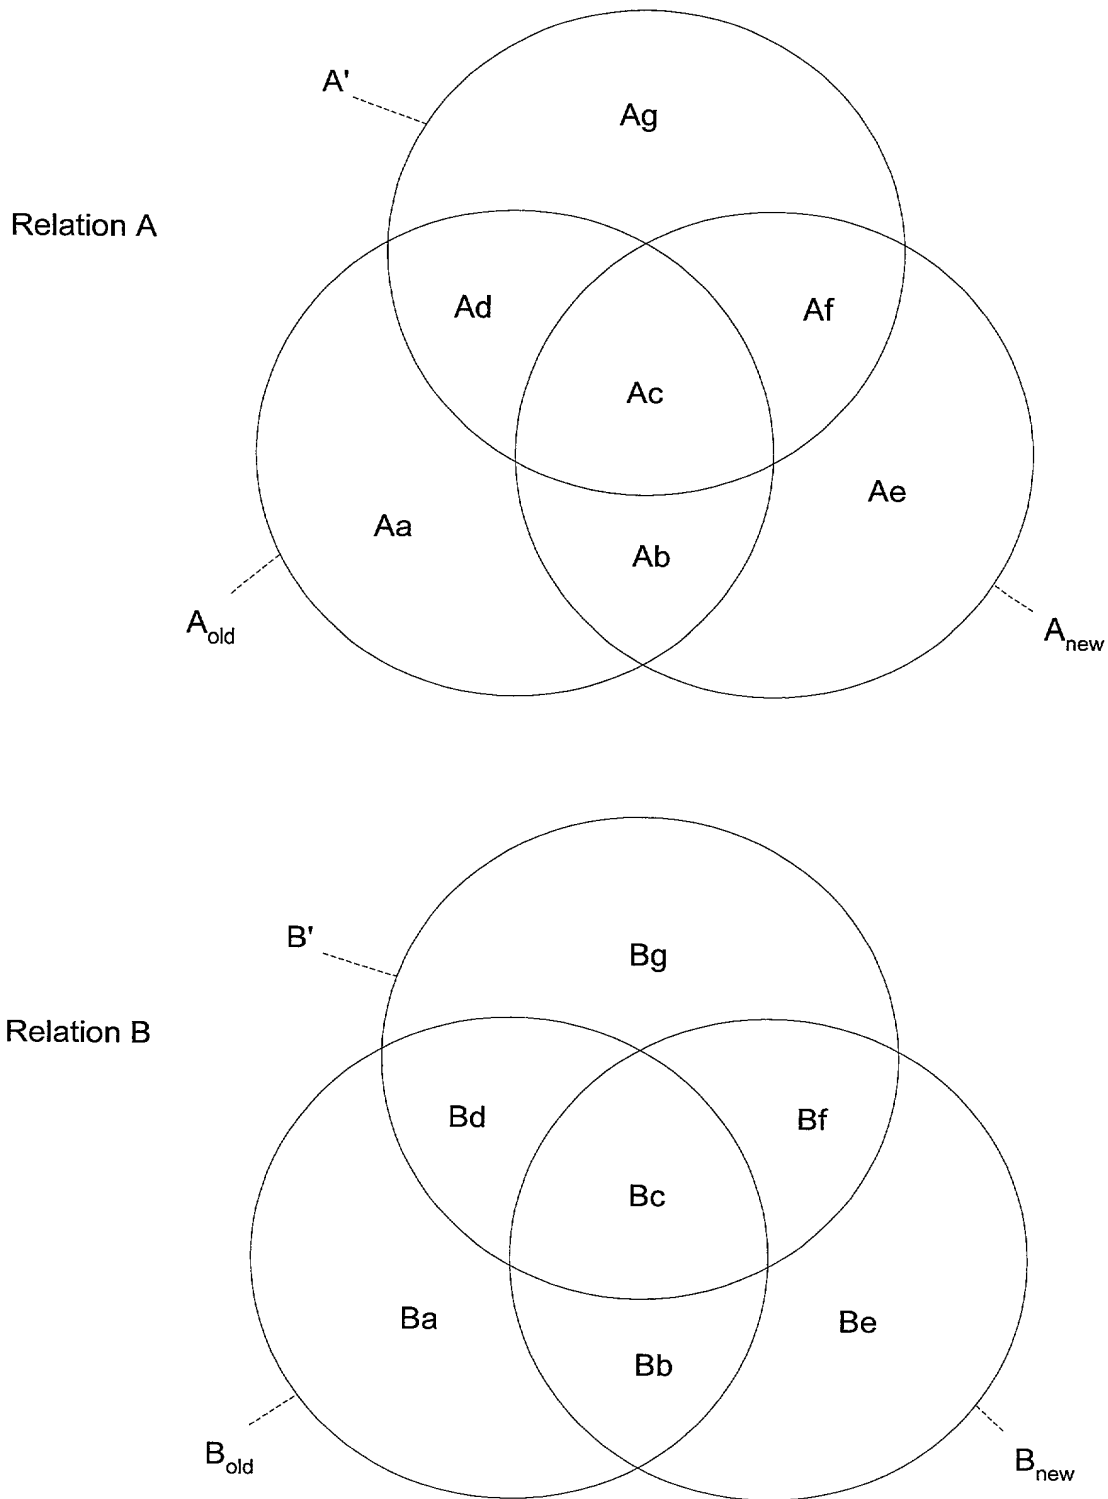 A'
Ag
Relation A
Ad
Af
Ac
Ae
Aa
Ab
Aold
Anew
B'
Bg
Relation B
Bd
Bf
Bc
Ba
Be
Bb
Bold
Bnew